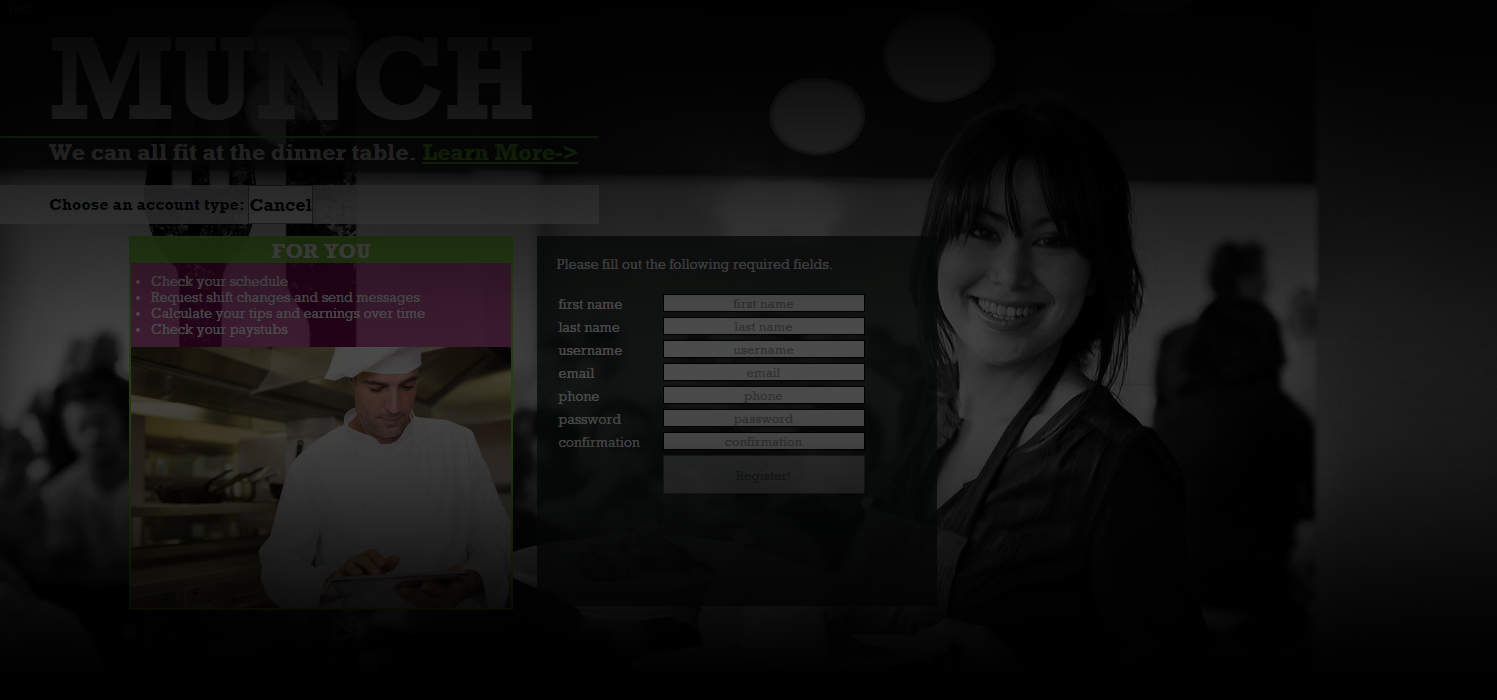 MUNCH
We can all fit at the dinner table. Learn More->
Choose an account type: Cancel
FOR YOU
• Check your schedule
• Request shift changes and send messages
• Calculate your tips and earnings over time
• Check your paystubs
Please fill out the following required fields.
first name first name
last name last name
username username
email email
phone phone
password password
confirmation confirmation
Register!